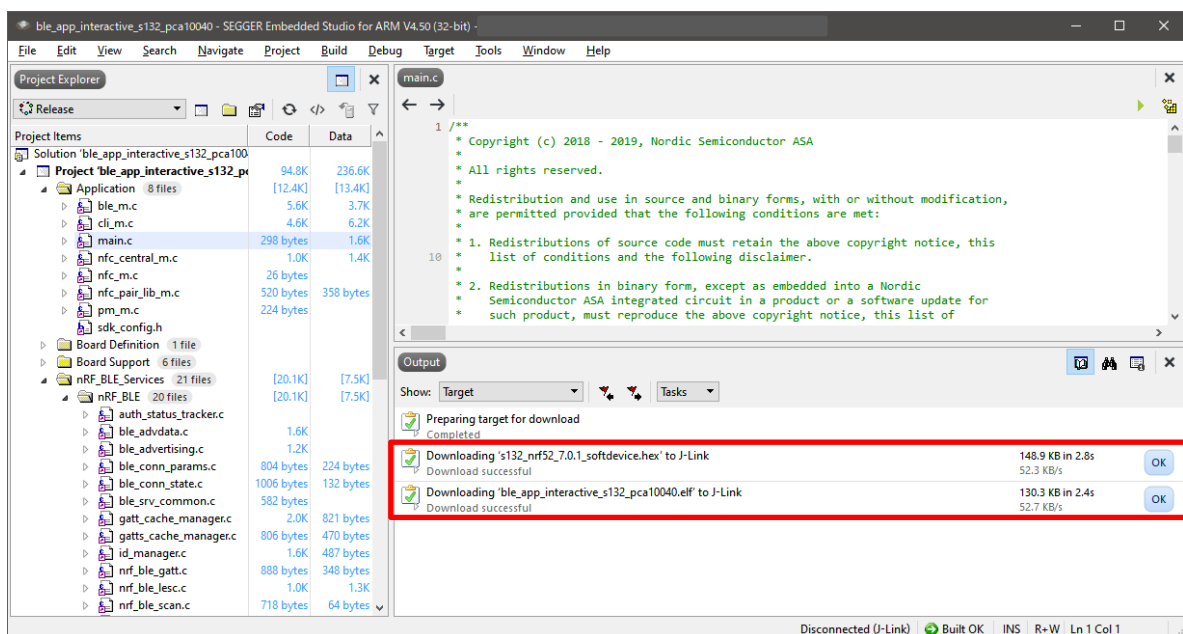 ble_app_interactive_s132_pca10040 - SEGGER Embedded Studio for ARM V4.50 (32-bit) -
File Edit View Search Navigate Project Build Debug Target Tools Window Help
Project Explorer
Release
Project Items Code Data
Solution 'ble_app_interactive_s132_pca100
Project 'ble_app_interactive_s132_p 94.8K 236.6K
Application 8 files [12.4K] [13.4K]
ble_m.c 5.6K 3.7K
cli_m.c 4.6K 6.2K
main.c 298 bytes 1.6K
nfc_central_m.c 1.0K 1.4K
nfc_m.c 26 bytes
nfc_pair_lib_m.c 520 bytes 358 bytes
pm_m.c 224 bytes
sdk_config.h
Board Definition 1 file
Board Support 6 files
nRF_BLE_Services 21 files [20.1K] [7.5K]
nRF_BLE 20 files [20.1K] [7.5K]
auth_status_tracker.c
ble_advdata.c 1.6K
ble_advertising.c 1.2K
ble_conn_params.c 804 bytes 224 bytes
ble_conn_state.c 1006 bytes 132 bytes
ble_srv_common.c 582 bytes
gatt_cache_manager.c 2.0K 821 bytes
gatts_cache_manager.c 806 bytes 470 bytes
id_manager.c 1.6K 487 bytes
nrf_ble_gatt.c 888 bytes 348 bytes
nrf_ble_lesc.c 1.0K 1.3K
nrf_ble_scan.c 718 bytes 64 bytes
main.c
1 /**
* Copyright (c) 2018 - 2019, Nordic Semiconductor ASA
*
* All rights reserved.
*
* Redistribution and use in source and binary forms, with or without modification,
* are permitted provided that the following conditions are met:
*
* 1. Redistributions of source code must retain the above copyright notice, this
10 * list of conditions and the following disclaimer.
*
* 2. Redistributions in binary form, except as embedded into a Nordic
* Semiconductor ASA integrated circuit in a product or a software update for
* such product, must reproduce the above copyright notice, this list of
Output
Show: Target Tasks
Preparing target for download
Completed
Downloading 's132_nrf52_7.0.1_softdevice.hex' to J-Link 148.9 KB in 2.8s OK
Download successful 52.3 KB/s
Downloading 'ble_app_interactive_s132_pca10040.elf' to J-Link 130.3 KB in 2.4s OK
Download successful 52.7 KB/s
Disconnected (J-Link) Built OK INS R+W Ln 1 Col 1